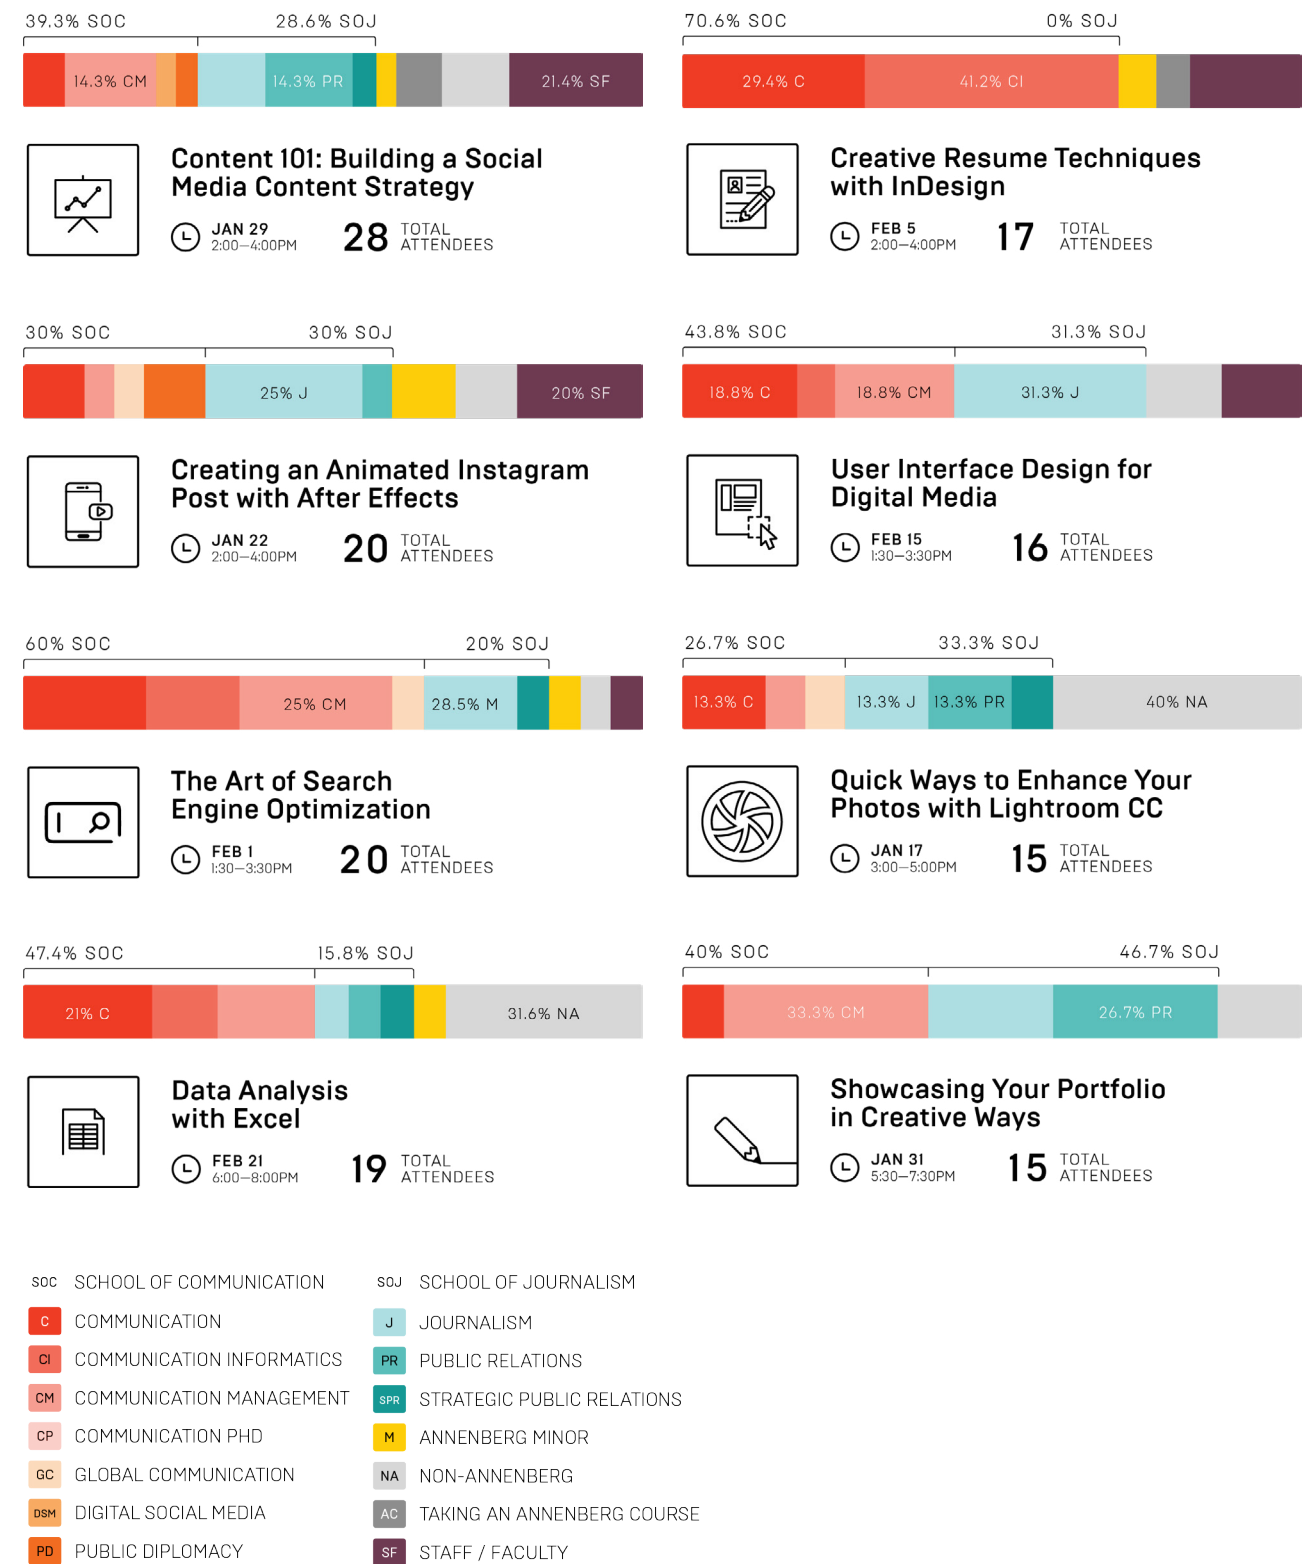 39.3% SOC
28.6% SOJ
14.3% CM
14.3% PR
21.4% SF
Content 101: Building a Social
Media Content Strategy
JAN 29
2:00–4:00PM
28
TOTAL
ATTENDEES
70.6% SOC
0% SOJ
29.4% C
41.2% CI
Creative Resume Techniques
with InDesign
FEB 5
2:00–4:00PM
17
TOTAL
ATTENDEES
30% SOC
30% SOJ
25% J
20% SF
Creating an Animated Instagram
Post with After Effects
JAN 22
2:00–4:00PM
20
TOTAL
ATTENDEES
43.8% SOC
31.3% SOJ
18.8% C
18.8% CM
31.3% J
User Interface Design for
Digital Media
FEB 15
1:30–3:30PM
16
TOTAL
ATTENDEES
60% SOC
20% SOJ
25% CM
28.5% M
The Art of Search
Engine Optimization
FEB 1
1:30–3:30PM
20
TOTAL
ATTENDEES
26.7% SOC
33.3% SOJ
13.3% C
13.3% J
13.3% PR
40% NA
Quick Ways to Enhance Your
Photos with Lightroom CC
JAN 17
3:00–5:00PM
15
TOTAL
ATTENDEES
47.4% SOC
15.8% SOJ
21% C
31.6% NA
Data Analysis
with Excel
FEB 21
6:00–8:00PM
19
TOTAL
ATTENDEES
40% SOC
46.7% SOJ
33.3% CM
26.7% PR
Showcasing Your Portfolio
in Creative Ways
JAN 31
5:30–7:30PM
15
TOTAL
ATTENDEES
SOC SCHOOL OF COMMUNICATION
C COMMUNICATION
CI COMMUNICATION INFORMATICS
CM COMMUNICATION MANAGEMENT
CP COMMUNICATION PHD
GC GLOBAL COMMUNICATION
DSM DIGITAL SOCIAL MEDIA
PD PUBLIC DIPLOMACY
SOJ SCHOOL OF JOURNALISM
J JOURNALISM
PR PUBLIC RELATIONS
SPR STRATEGIC PUBLIC RELATIONS
M ANNENBERG MINOR
NA NON-ANNENBERG
AC TAKING AN ANNENBERG COURSE
SF STAFF / FACULTY